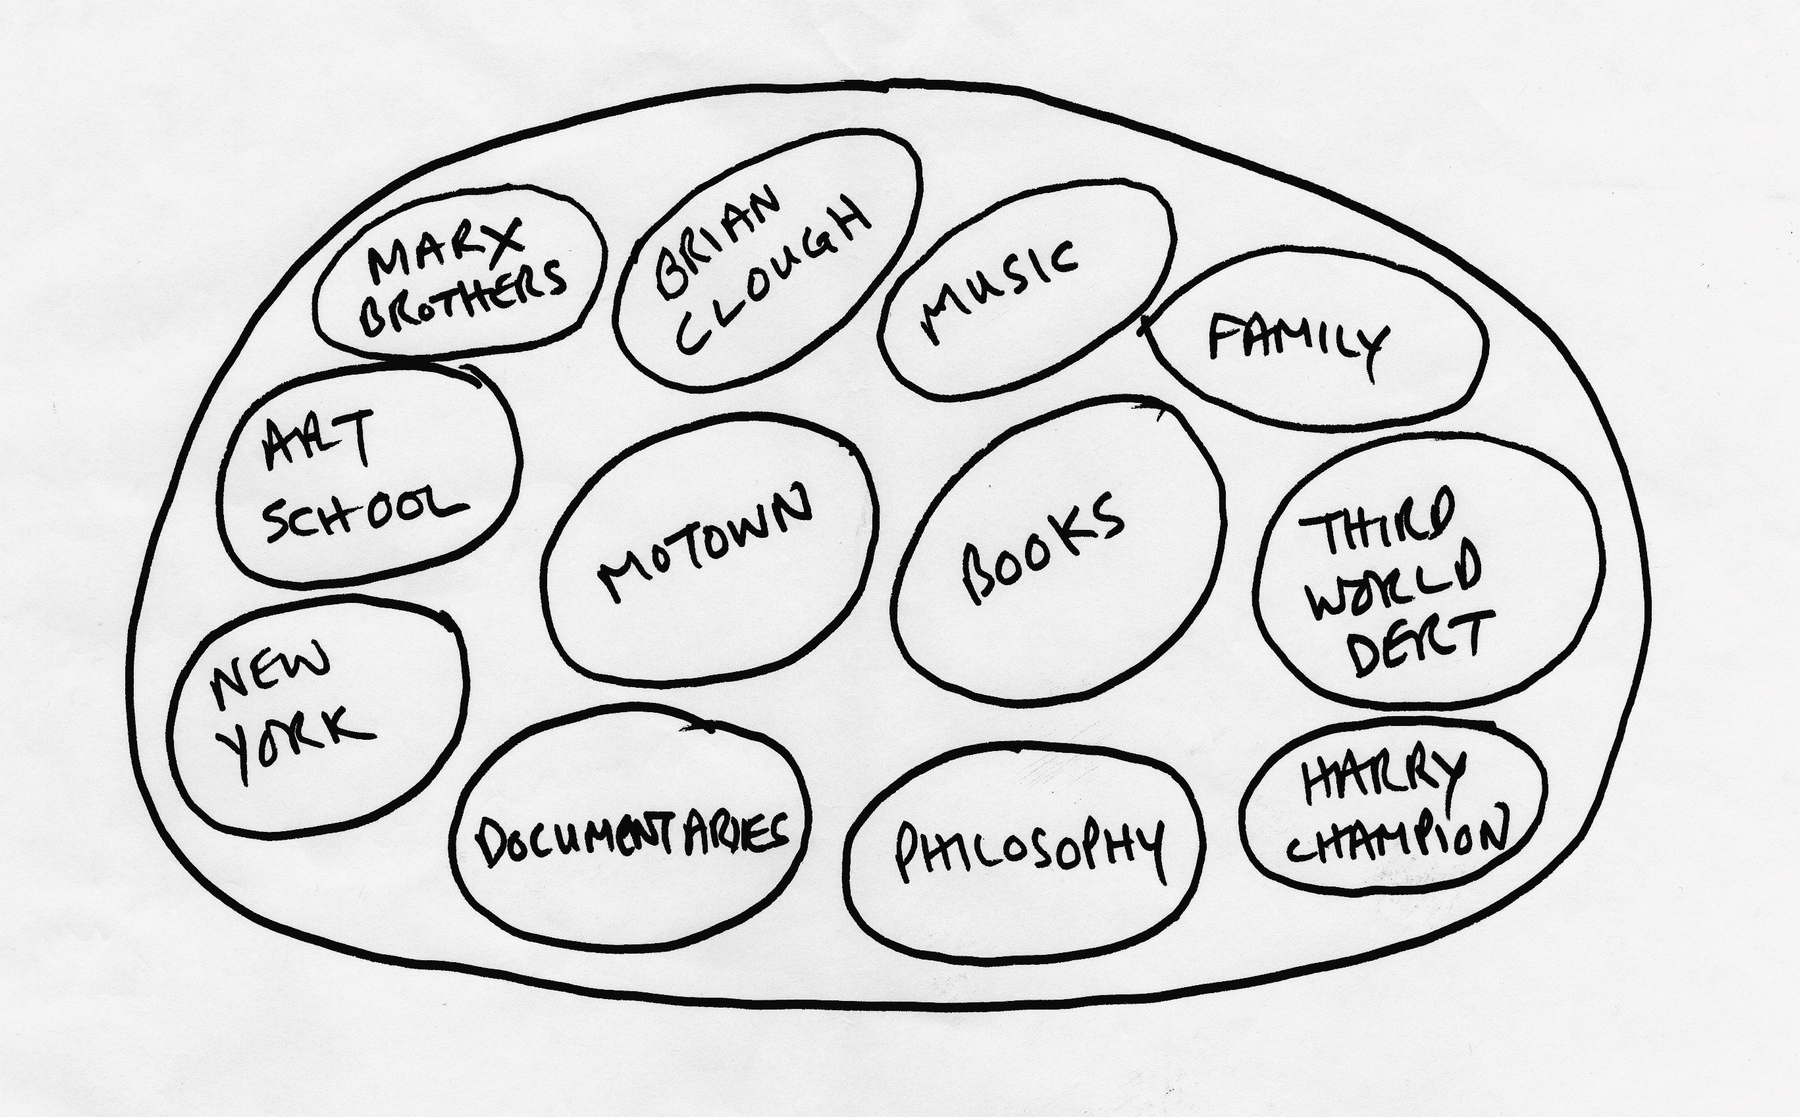 MARX
BROTHERS
BRIAN
CLOUGH
MUSIC
FAMILY
ART
SCHOOL
MOTOWN
BOOKS
THIRD
WORLD
DEBT
NEW
YORK
DOCUMENTARIES
PHILOSOPHY
HARRY
CHAMPION